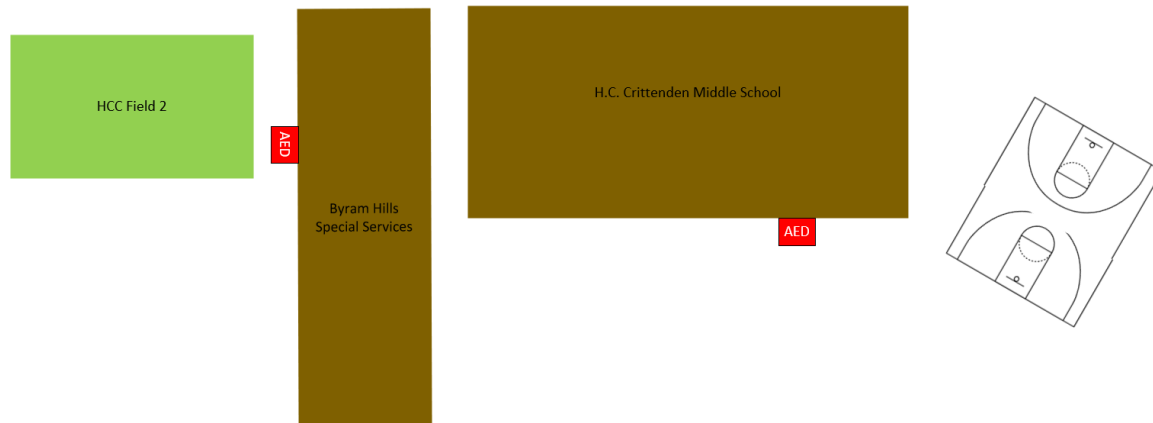 HCC Field 2
AED
Byram Hills
Special Services
H.C. Crittenden Middle School
AED